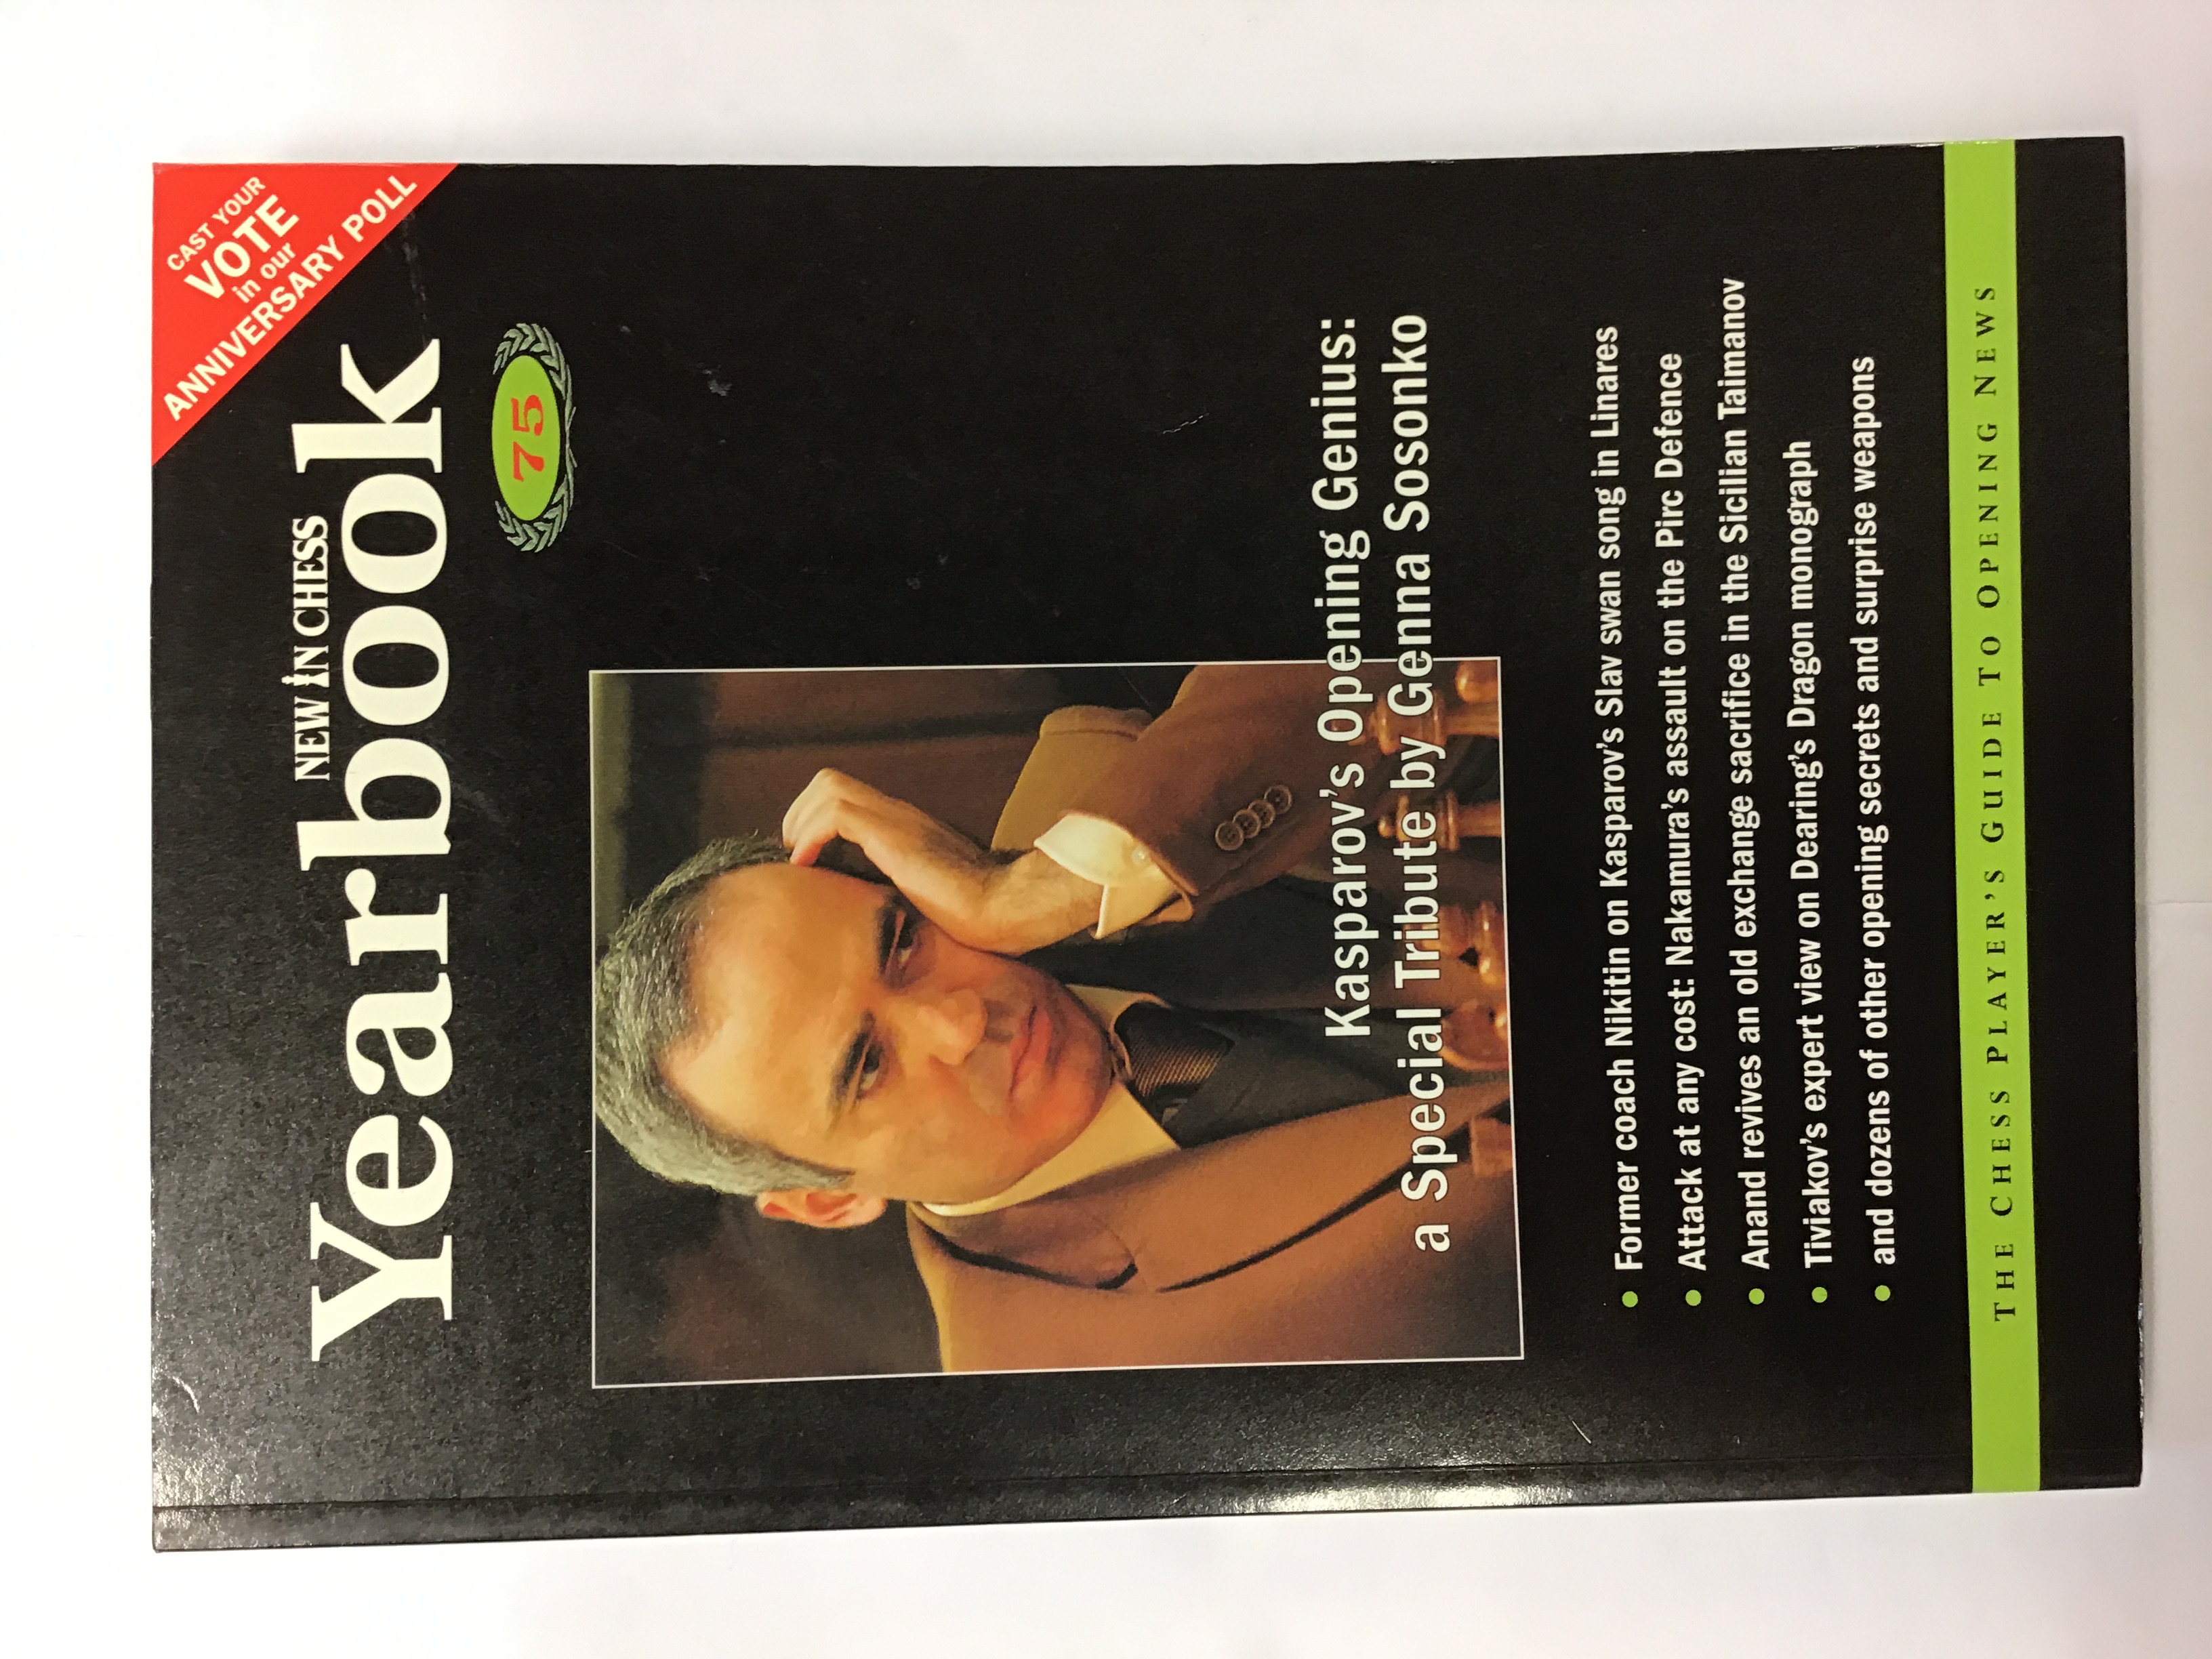 CAST YOUR
VOTE
in our
ANNIVERSARY POLL
NEW IN CHESS
Yearbook
75
Kasparov's Opening Genius:
a Special Tribute by Genna Sosonko
• Former coach Nikitin on Kasparov's Slav swan song in Linares
• Attack at any cost: Nakamura's assault on the Pirc Defence
• Anand revives an old exchange sacrifice in the Sicilian Taimanov
• Tiviakov's expert view on Dearing's Dragon monograph
• and dozens of other opening secrets and surprise weapons
THE CHESS PLAYER'S GUIDE TO OPENING NEWS